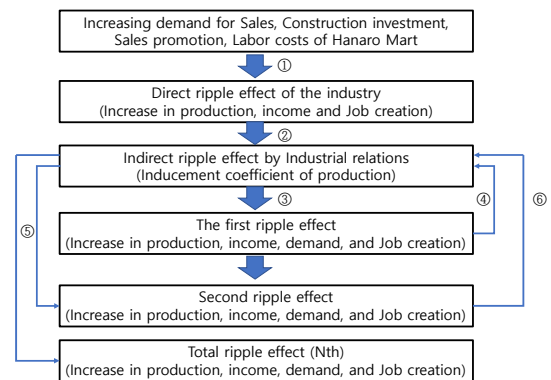 Increasing demand for Sales, Construction investment,
Sales promotion, Labor costs of Hanaro Mart
①
Direct ripple effect of the industry
(Increase in production, income and Job creation)
②
Indirect ripple effect by Industrial relations
(Inducement coefficient of production)
③
④
⑥
⑤
The first ripple effect
(Increase in production, income, demand, and Job creation)
Second ripple effect
(Increase in production, income, demand, and Job creation)
Total ripple effect (Nth)
(Increase in production, income, demand, and Job creation)